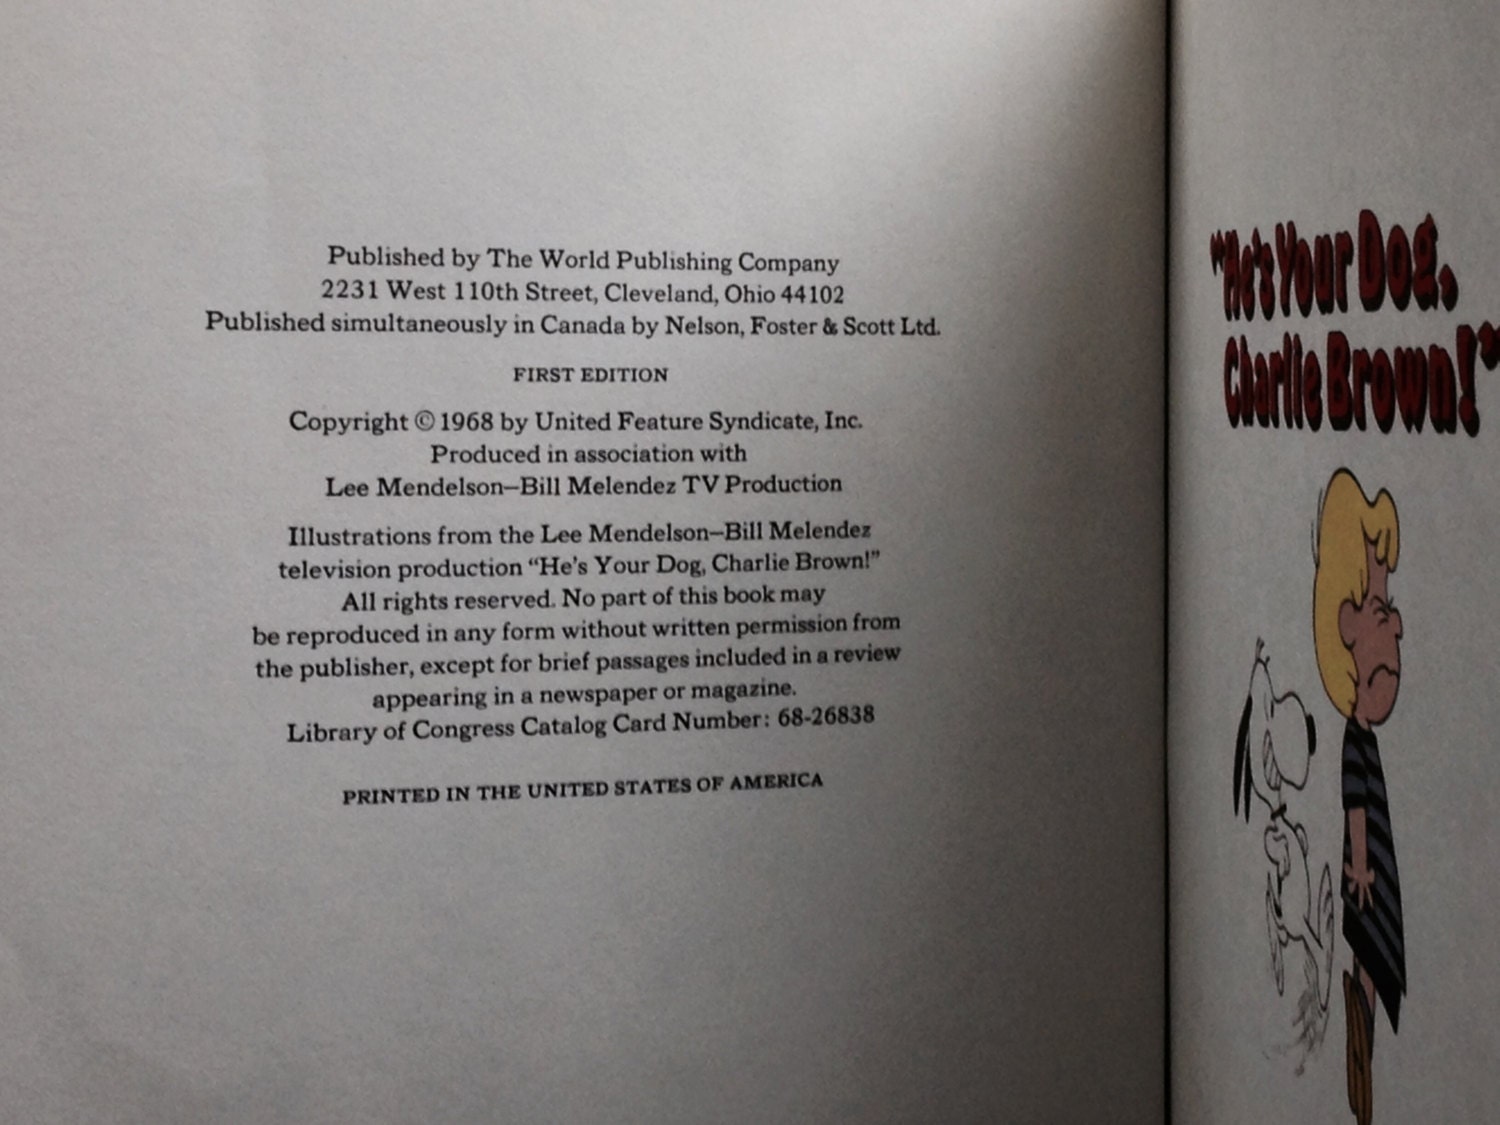 Published by The World Publishing Company
2231 West 110th Street, Cleveland, Ohio 44102
Published simultaneously in Canada by Nelson, Foster & Scott Ltd.
FIRST EDITION
Copyright © 1968 by United Feature Syndicate, Inc.
Produced in association with
Lee Mendelson–Bill Melendez TV Production
Illustrations from the Lee Mendelson–Bill Melendez
television production “He’s Your Dog, Charlie Brown!”
All rights reserved. No part of this book may
be reproduced in any form without written permission from
the publisher, except for brief passages included in a review
appearing in a newspaper or magazine.
Library of Congress Catalog Card Number: 68-26838
PRINTED IN THE UNITED STATES OF AMERICA
“He’s Your Dog,
Charlie Brown!”